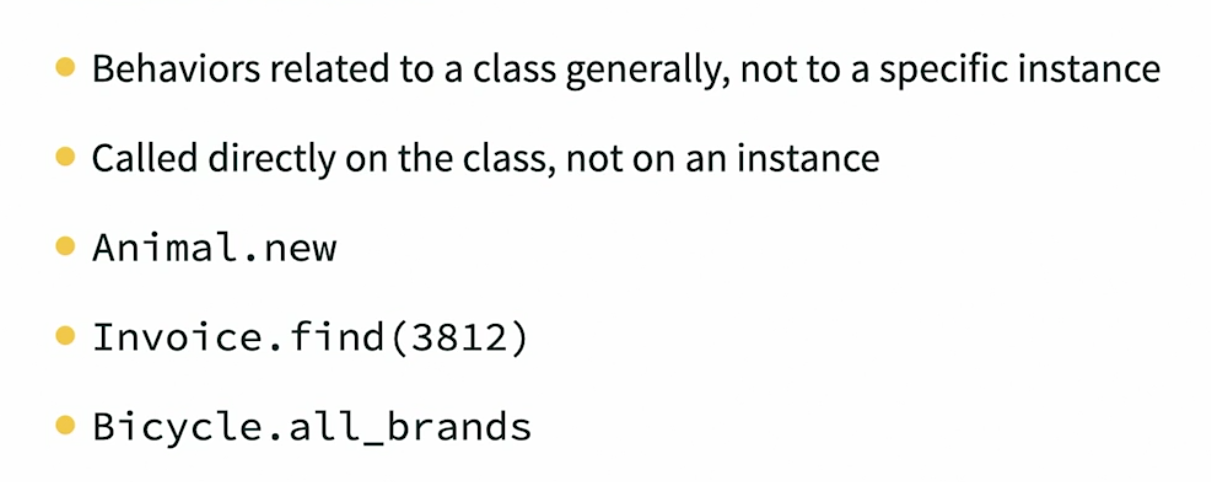 Behaviors related to a class generally, not to a specific instance
Called directly on the class, not on an instance
Animal.new
Invoice.find(3812)
Bicycle.all_brands